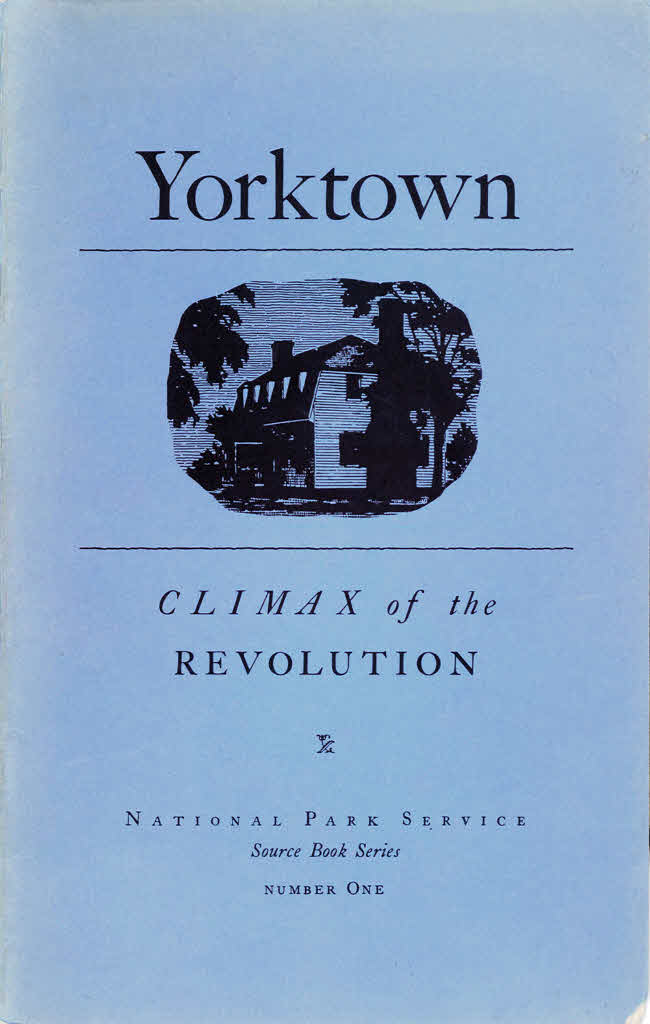 Yorktown
CLIMAX of the
REVOLUTION
NATIONAL PARK SERVICE
Source Book Series
NUMBER ONE